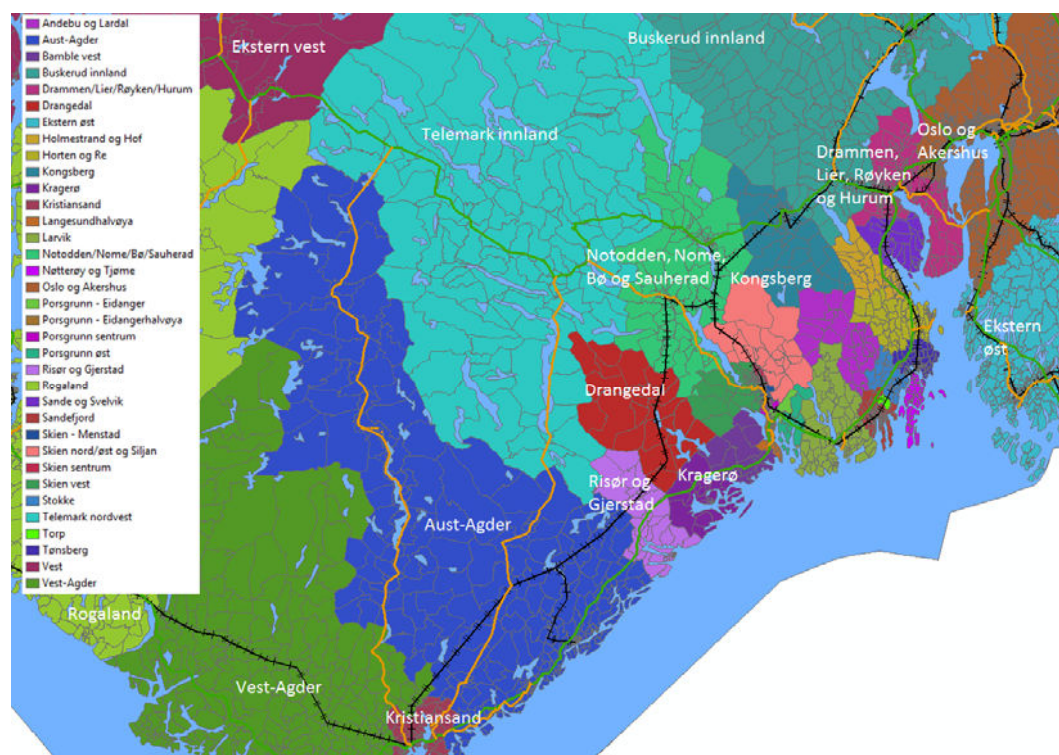 Andebu og Lardal
Aust-Agder
Bamble vest
Buskerud innland
Drammen/Lier/Røyken/Hurum
Drangedal
Ekstern øst
Holmestrand og Hof
Horten og Re
Kongsberg
Kragerø
Kristiansand
Langesundhalvøya
Larvik
Notodden/Nome/Bø/Sauherad
Nøtterøy og Tjøme
Oslo og Akershus
Porsgrunn - Eidanger
Porsgrunn - Eidangerhalvøya
Porsgrunn sentrum
Porsgrunn øst
Risør og Gjerstad
Rogaland
Sande og Svelvik
Sandefjord
Skien - Menstad
Skien nord/øst og Siljan
Skien sentrum
Skien vest
Stokke
Telemark nordvest
Torp
Tønsberg
Vest
Vest-Agder
Ekstern vest
Buskerud innland
Telemark innland
Oslo og
Akershus
Drammen,
Lier, Røyken
og Hurum
Notodden, Nome,
Bø og Sauherad
Kongsberg
Ekstern
øst
Drangedal
Kragerø
Risør og
Gjerstad
Aust-Agder
Rogaland
Vest-Agder
Kristiansand